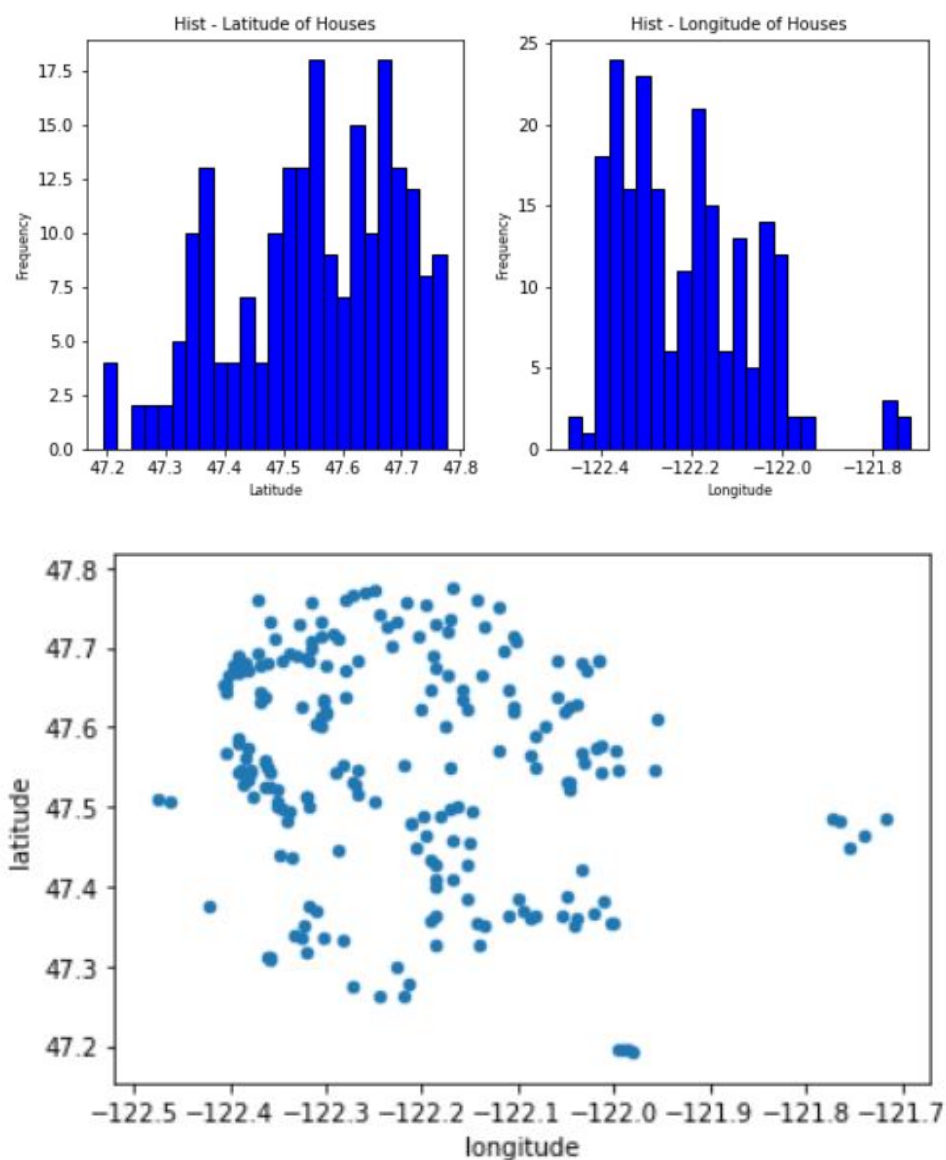 Hist - Latitude of Houses
Frequency
17.5
15.0
12.5
10.0
7.5
5.0
2.5
0.0
47.2 47.3 47.4 47.5 47.6 47.7 47.8
Latitude
Hist - Longitude of Houses
Frequency
25
20
15
10
5
0
−122.4 −122.2 −122.0 −121.8
Longitude
latitude
47.8
47.7
47.6
47.5
47.4
47.3
47.2
−122.5 −122.4 −122.3 −122.2 −122.1 −122.0 −121.9 −121.8 −121.7
longitude